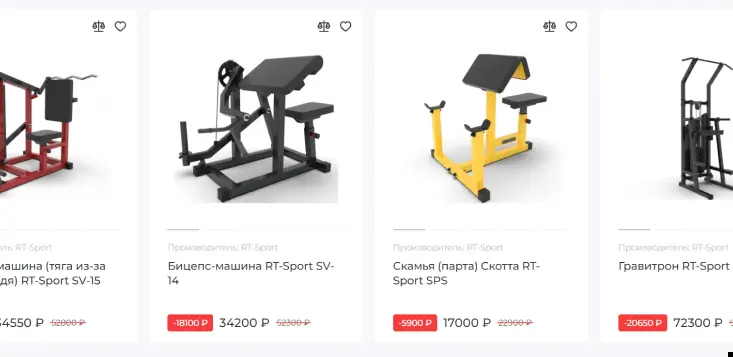 ль: RT-Sport
машина (тяга из-за
дя) RT-Sport SV-15
34550 ₽ 52800 ₽
Производитель: RT-Sport
Бицепс-машина RT-Sport SV-
14
-18100 ₽ 34200 ₽ 52300 ₽
Производитель: RT-Sport
Скамья (парта) Скотта RT-
Sport SPS
-5900 ₽ 17000 ₽ 22900 ₽
Производитель: RT-Sport
Гравитрон RT-Sport
-20650 ₽ 72300 ₽